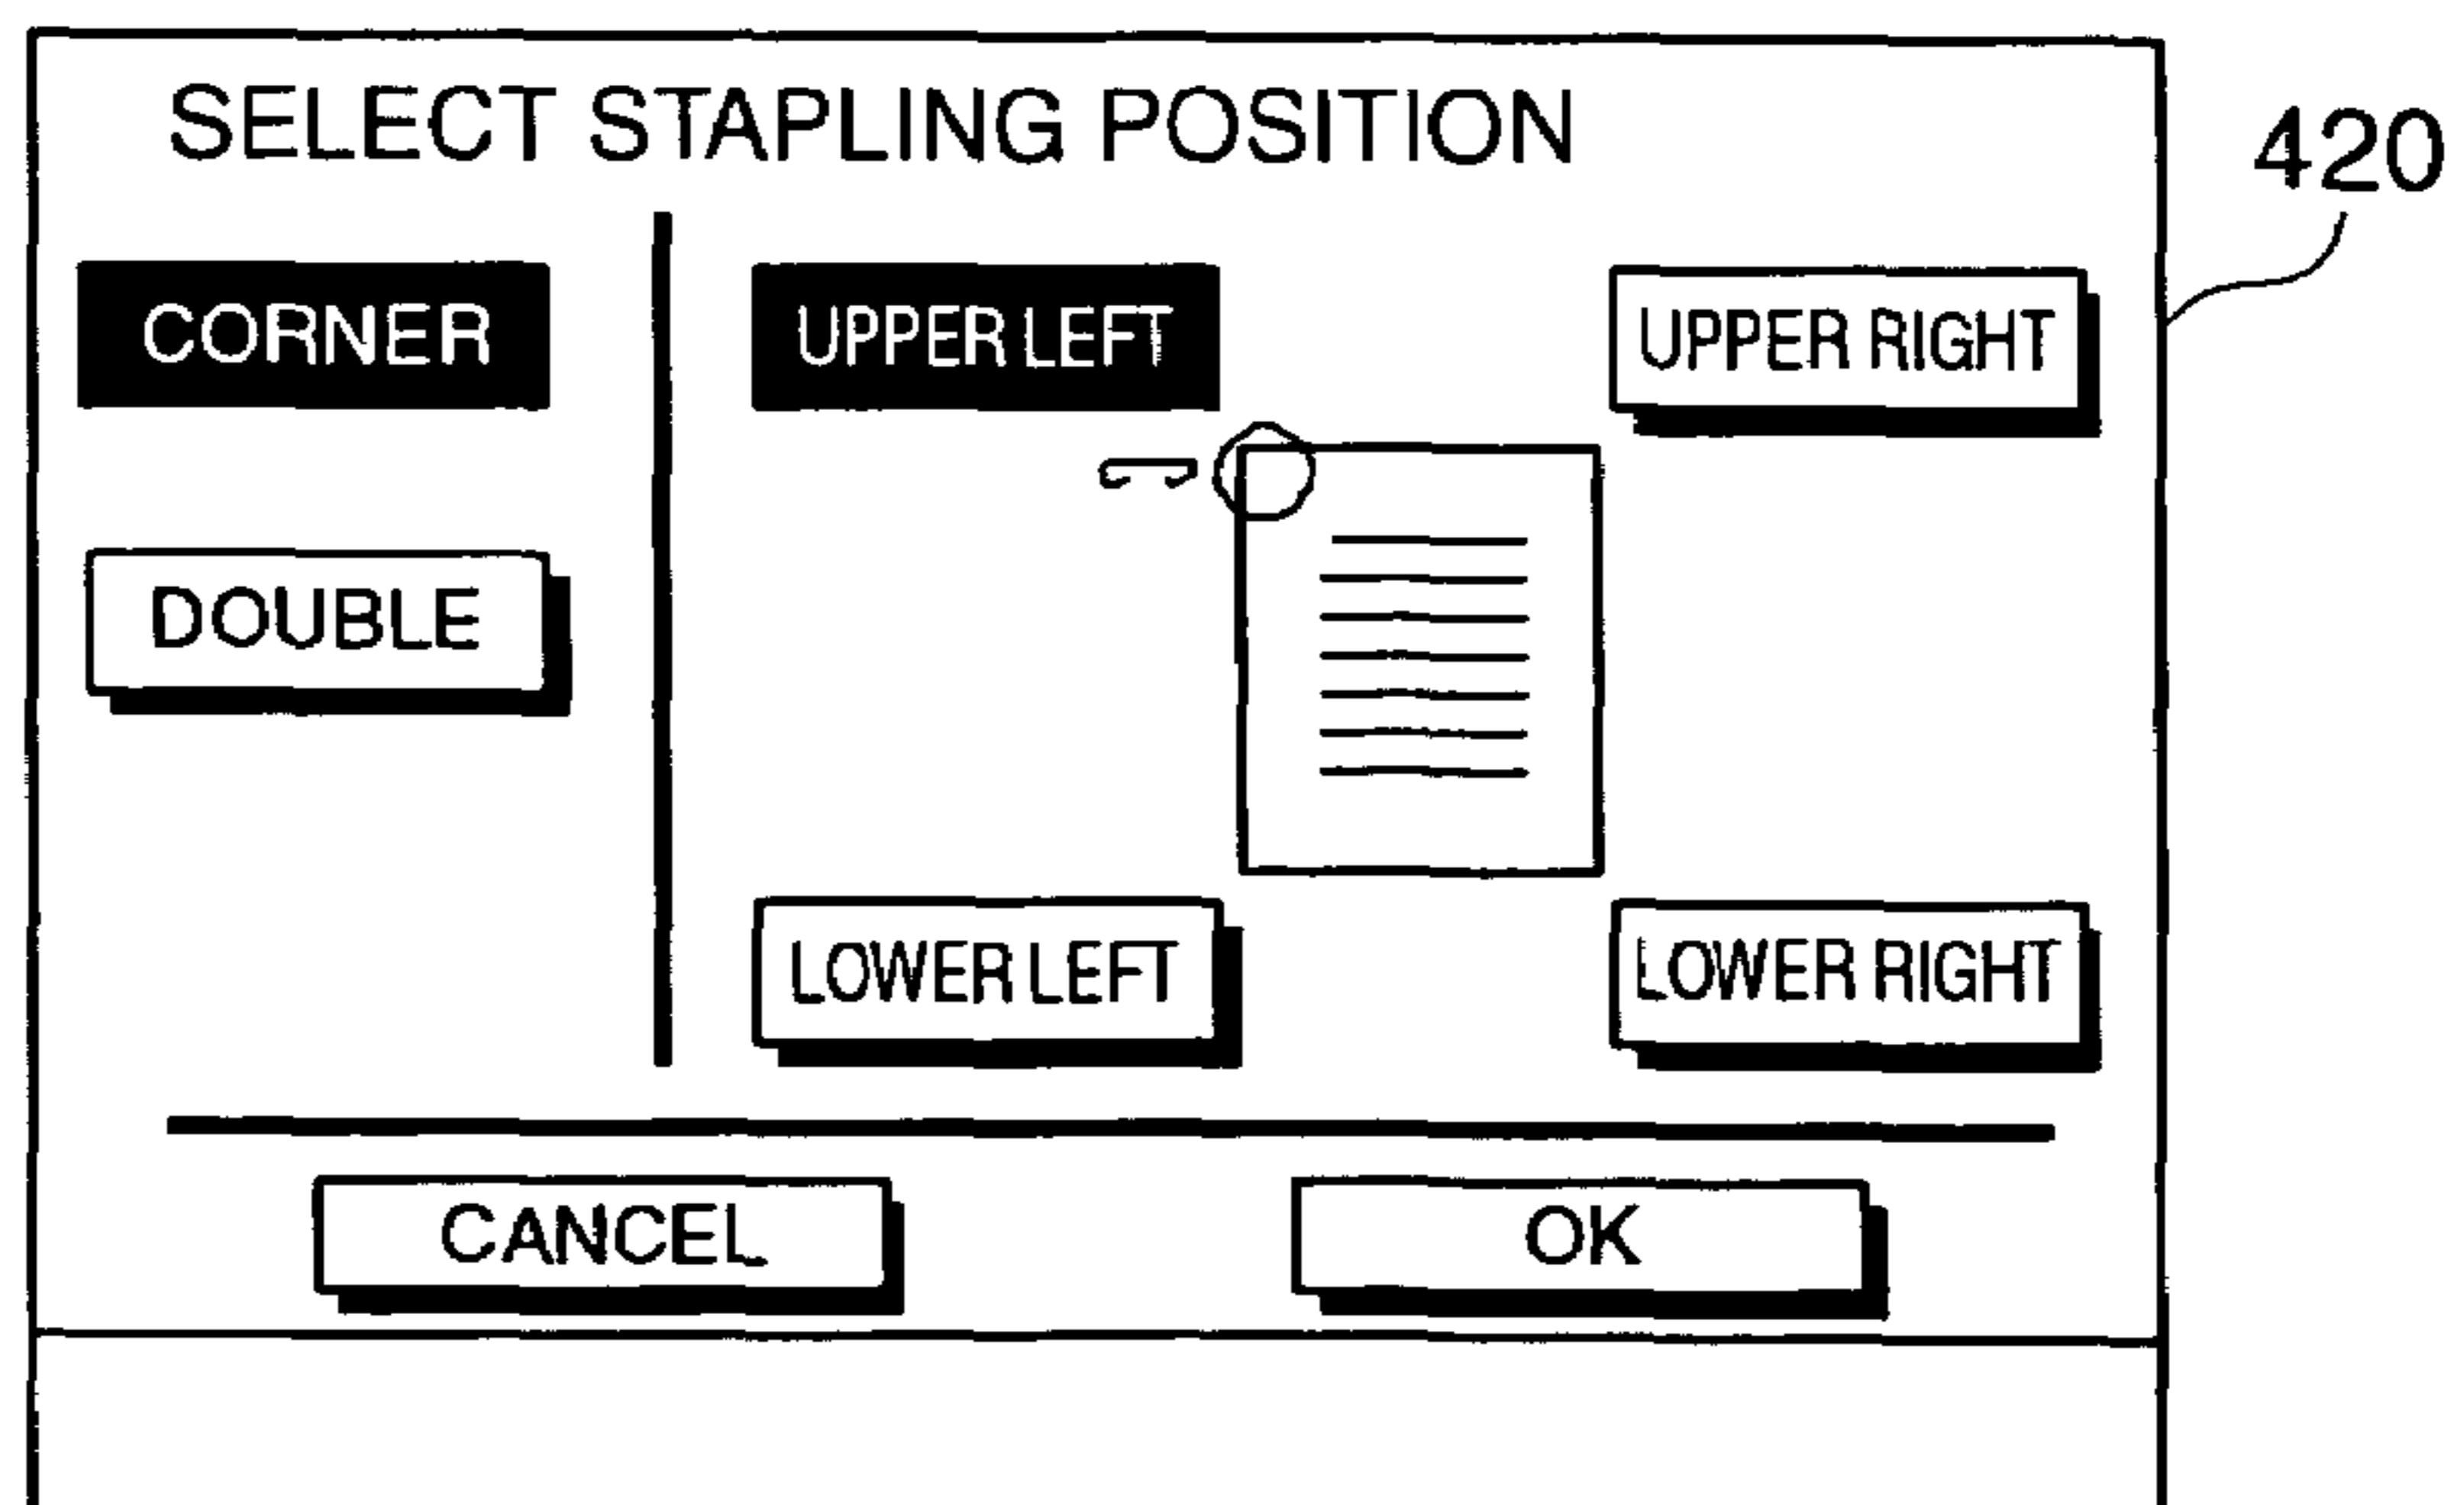 SELECT STAPLING POSITION
420
CORNER
UPPER LEFT
UPPER RIGHT
DOUBLE
LOWER LEFT
LOWER RIGHT
CANCEL
OK